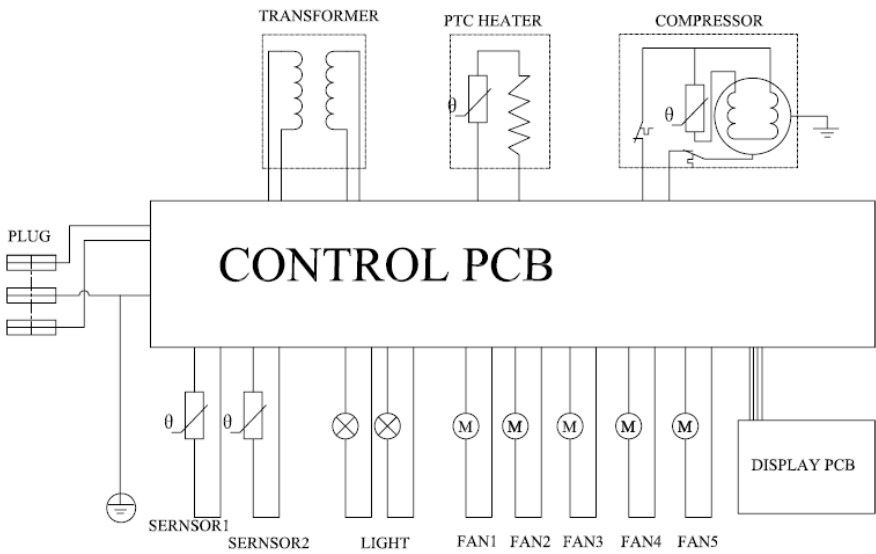 TRANSFORMER
PTC HEATER
COMPRESSOR
θ
θ
PLUG
CONTROL PCB
θ
θ
M
M
M
M
M
DISPLAY PCB
SERNSOR1
SERNSOR2
LIGHT
FAN1
FAN2
FAN3
FAN4
FAN5